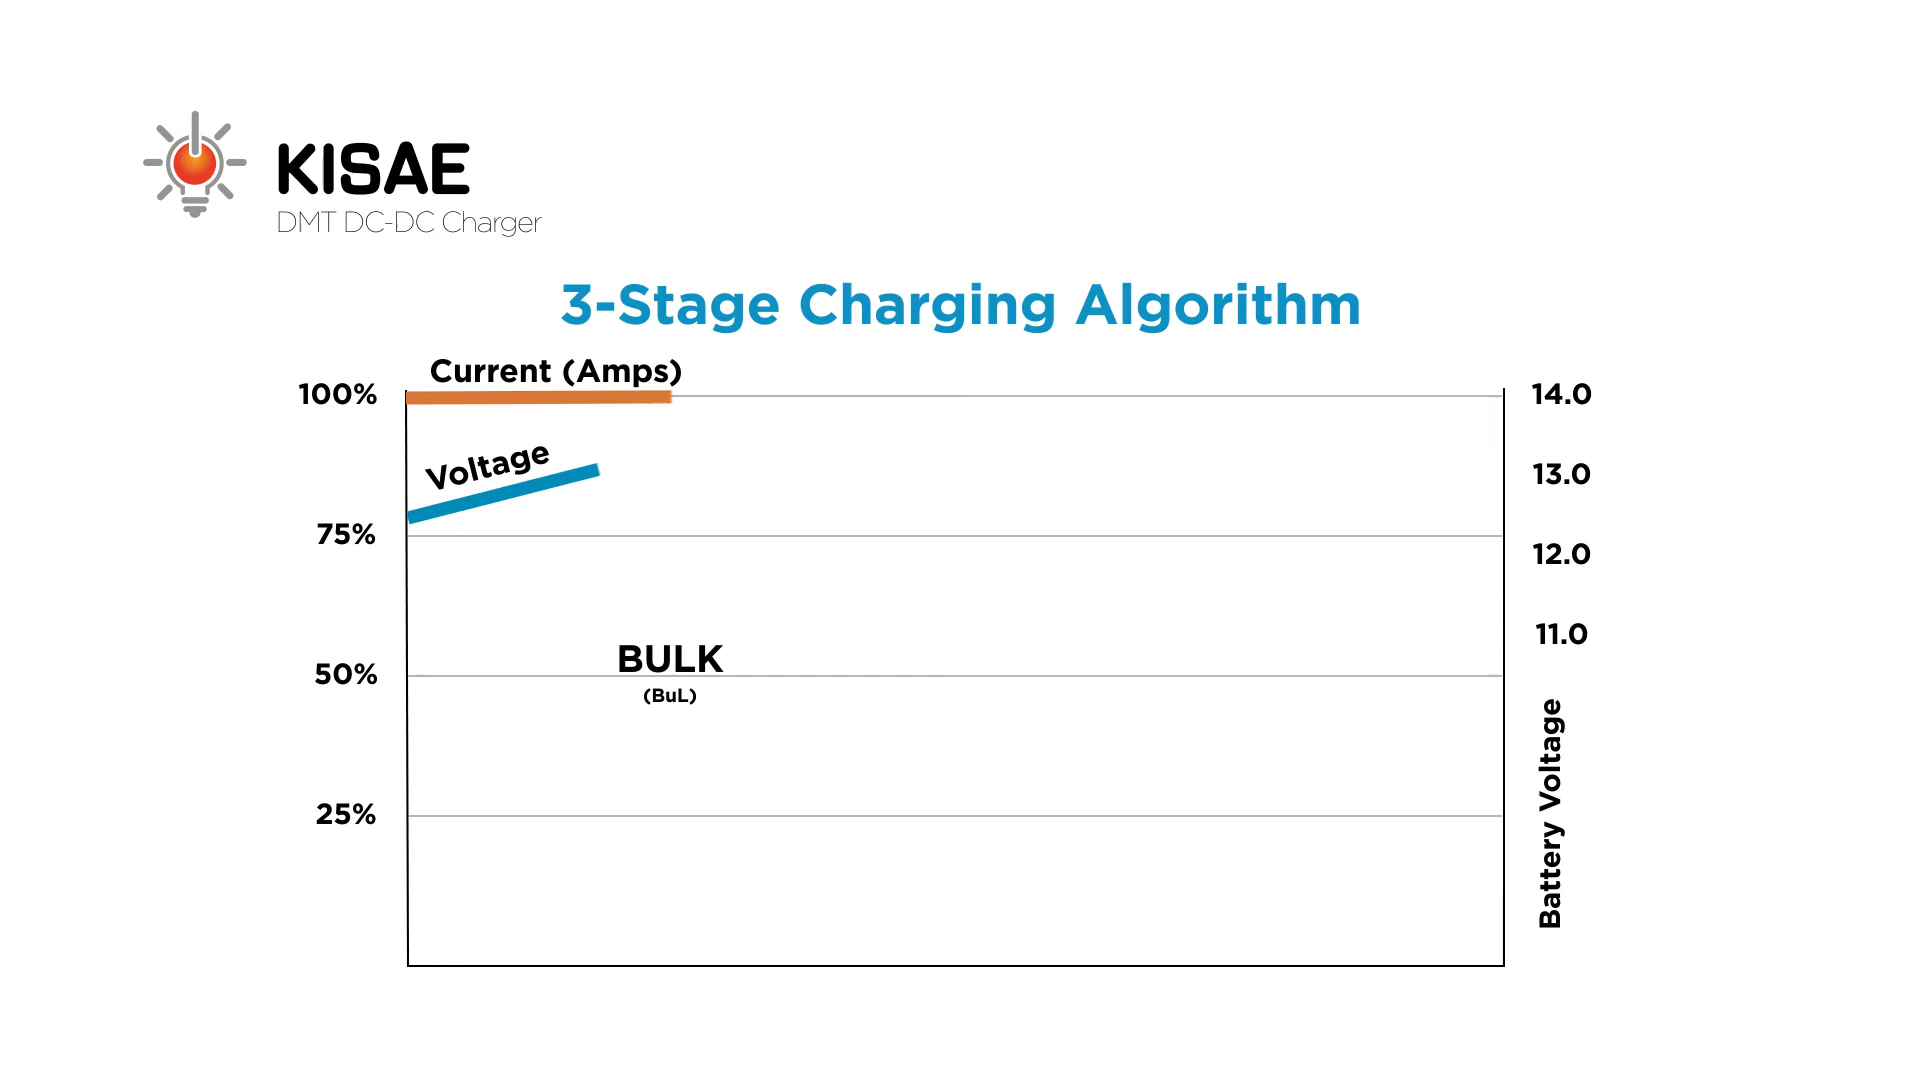 KISAE
DMT DC-DC Charger
3-Stage Charging Algorithm
Current (Amps)
100%
14.0
Voltage
13.0
75%
12.0
11.0
BULK
50%
(BuL)
Battery Voltage
25%